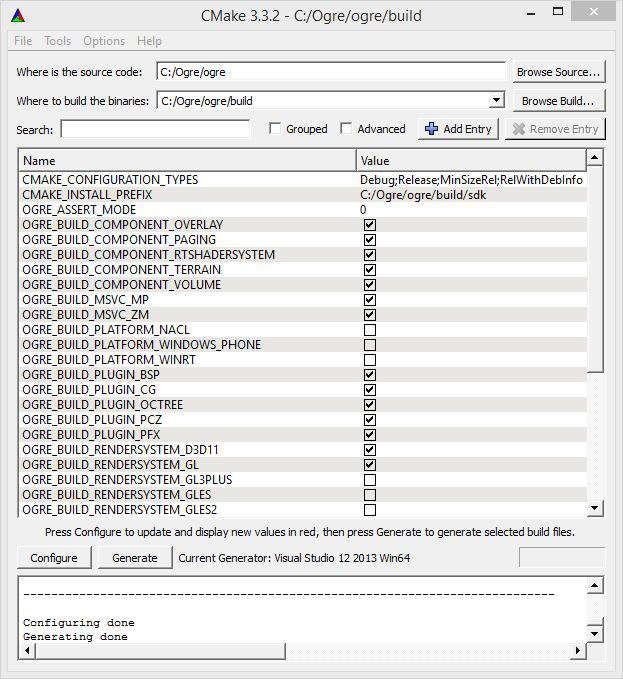 CMake 3.3.2 - C:/Ogre/ogre/build
File Tools Options Help
Where is the source code: C:/Ogre/ogre Browse Source...
Where to build the binaries: C:/Ogre/ogre/build Browse Build...
Search: Grouped Advanced Add Entry Remove Entry
Name Value
CMAKE_CONFIGURATION_TYPES Debug;Release;MinSizeRel;RelWithDebInfo
CMAKE_INSTALL_PREFIX C:/Ogre/ogre/build/sdk
OGRE_ASSERT_MODE 0
OGRE_BUILD_COMPONENT_OVERLAY
OGRE_BUILD_COMPONENT_PAGING
OGRE_BUILD_COMPONENT_RTSHADERSYSTEM
OGRE_BUILD_COMPONENT_TERRAIN
OGRE_BUILD_COMPONENT_VOLUME
OGRE_BUILD_MSVC_MP
OGRE_BUILD_MSVC_ZM
OGRE_BUILD_PLATFORM_NACL
OGRE_BUILD_PLATFORM_WINDOWS_PHONE
OGRE_BUILD_PLATFORM_WINRT
OGRE_BUILD_PLUGIN_BSP
OGRE_BUILD_PLUGIN_CG
OGRE_BUILD_PLUGIN_OCTREE
OGRE_BUILD_PLUGIN_PCZ
OGRE_BUILD_PLUGIN_PFX
OGRE_BUILD_RENDERSYSTEM_D3D11
OGRE_BUILD_RENDERSYSTEM_GL
OGRE_BUILD_RENDERSYSTEM_GL3PLUS
OGRE_BUILD_RENDERSYSTEM_GLES
OGRE_BUILD_RENDERSYSTEM_GLES2
Press Configure to update and display new values in red, then press Generate to generate selected build files.
Configure Generate Current Generator: Visual Studio 12 2013 Win64
Configuring done
Generating done